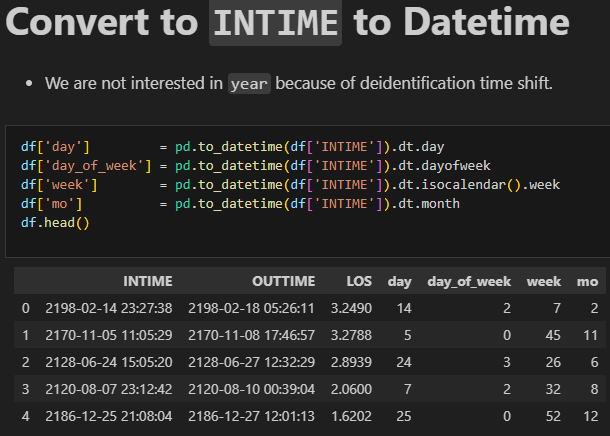 Convert to INTIME to Datetime
• We are not interested in year because of deidentification time shift.
df['day']         = pd.to_datetime(df['INTIME']).dt.day
df['day_of_week'] = pd.to_datetime(df['INTIME']).dt.dayofweek
df['week']        = pd.to_datetime(df['INTIME']).dt.isocalendar().week
df['mo']          = pd.to_datetime(df['INTIME']).dt.month
df.head()
INTIME OUTTIME LOS day day_of_week week mo
0 2198-02-14 23:27:38 2198-02-18 05:26:11 3.2490 14 2 7 2
1 2170-11-05 11:05:29 2170-11-08 17:46:57 3.2788 5 0 45 11
2 2128-06-24 15:05:20 2128-06-27 12:32:29 2.8939 24 3 26 6
3 2120-08-07 23:12:42 2120-08-10 00:39:04 2.0600 7 2 32 8
4 2186-12-25 21:08:04 2186-12-27 12:01:13 1.6202 25 0 52 12